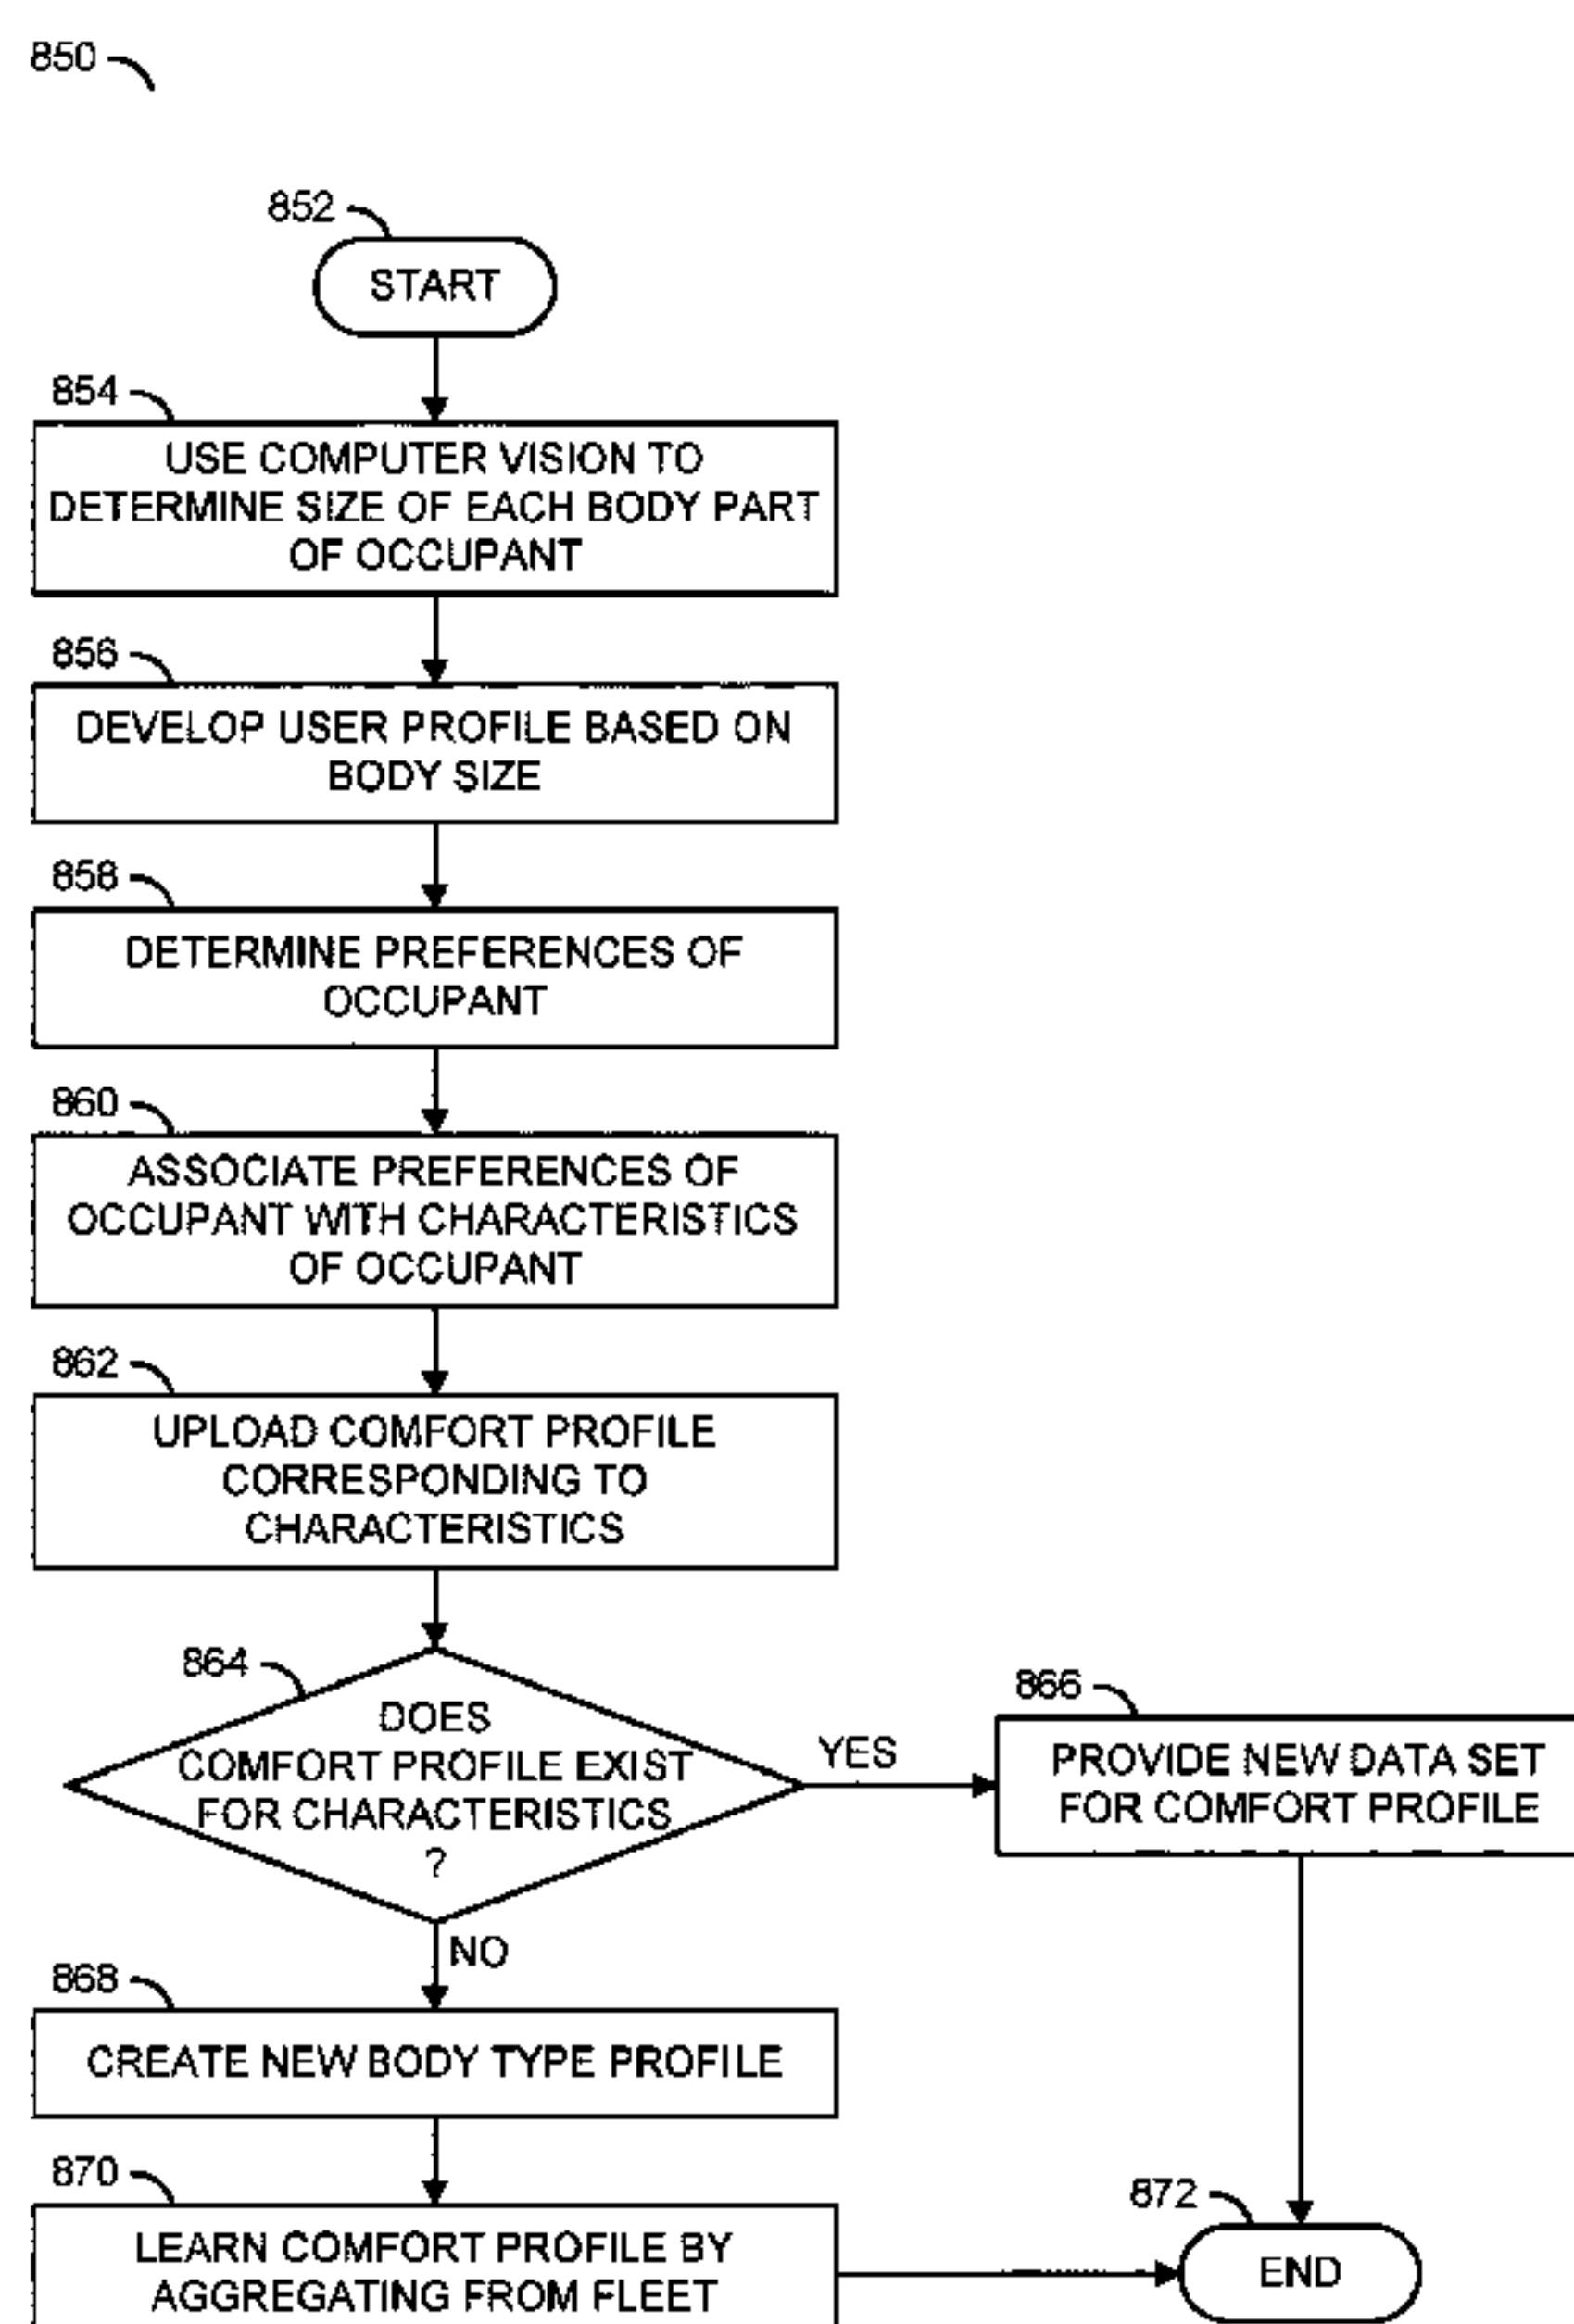 850
852
START
854
USE COMPUTER VISION TO
DETERMINE SIZE OF EACH BODY PART
OF OCCUPANT
856
DEVELOP USER PROFILE BASED ON
BODY SIZE
858
DETERMINE PREFERENCES OF
OCCUPANT
860
ASSOCIATE PREFERENCES OF
OCCUPANT WITH CHARACTERISTICS
OF OCCUPANT
862
UPLOAD COMFORT PROFILE
CORRESPONDING TO
CHARACTERISTICS
864
DOES
COMFORT PROFILE EXIST
FOR CHARACTERISTICS
?
YES
866
PROVIDE NEW DATA SET
FOR COMFORT PROFILE
NO
868
CREATE NEW BODY TYPE PROFILE
870
LEARN COMFORT PROFILE BY
AGGREGATING FROM FLEET
872
END